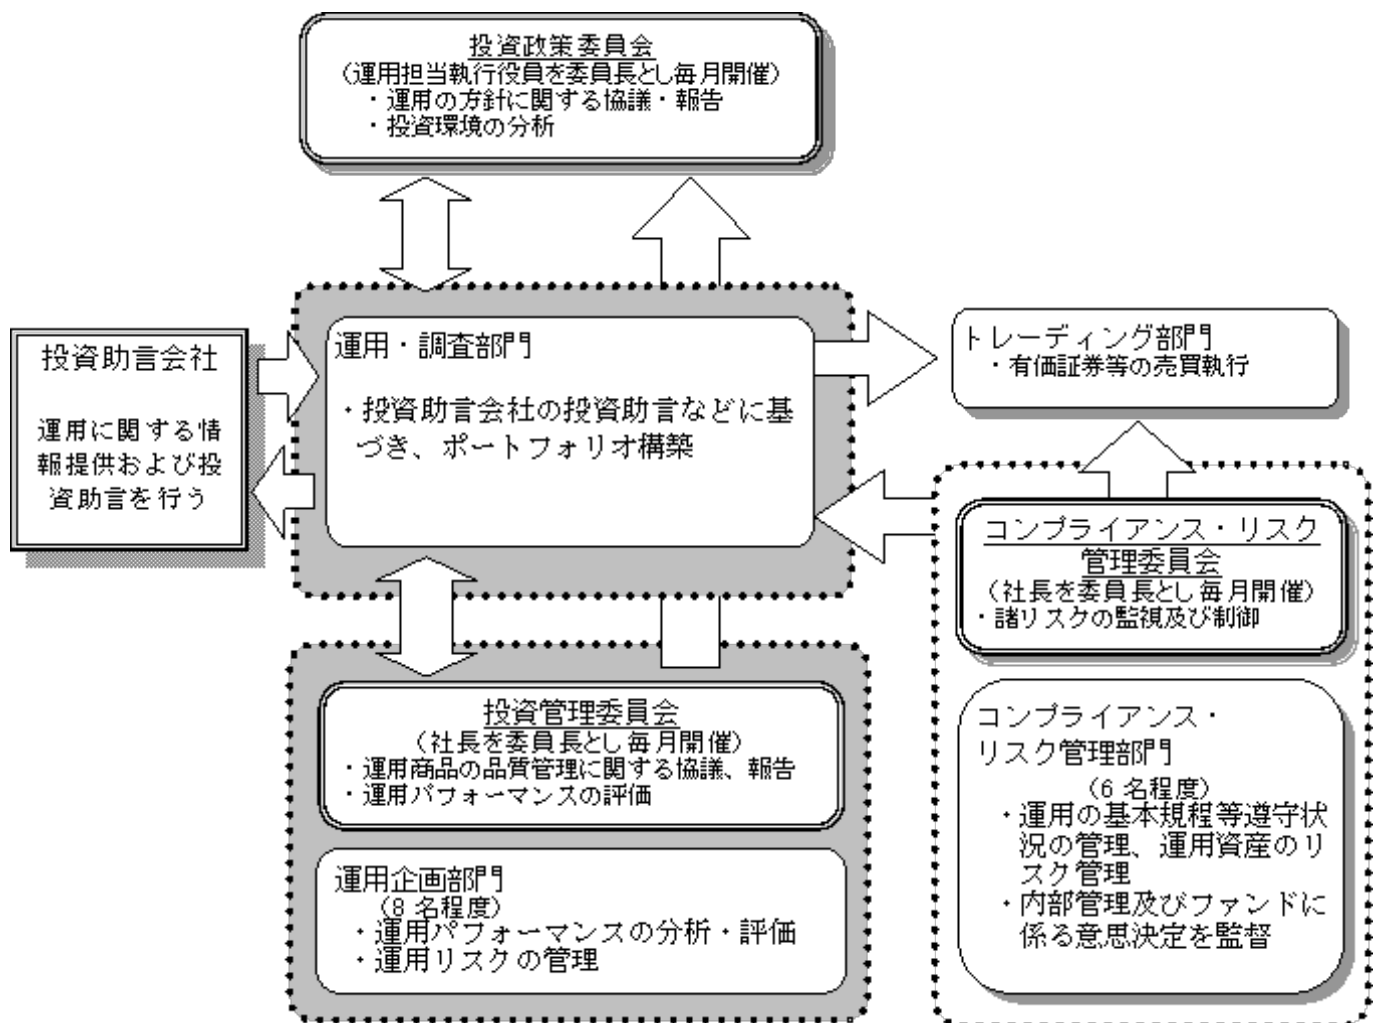 投資政策委員会
（運用担当執行役員を委員長とし毎月開催）
・運用の方針に関する協議・報告
・投資環境の分析
投資助言会社
運用に関する情
報提供および投
資助言を行う
運用・調査部門
・投資助言会社の投資助言などに基
づき、ポートフォリオ構築
トレーディング部門
・有価証券等の売買執行
コンプライアンス・リスク
管理委員会
（社長を委員長とし毎月開催）
・諸リスクの監視及び制御
投資管理委員会
（社長を委員長とし毎月開催）
・運用商品の品質管理に関する協議、報告
・運用パフォーマンスの評価
運用企画部門
（8 名程度）
・運用パフォーマンスの分析・評価
・運用リスクの管理
コンプライアンス・
リスク管理部門
（6 名程度）
・運用の基本規程等遵守状
況の管理、運用資産のリ
スク管理
・内部管理及びファンドに
係る意思決定を監督